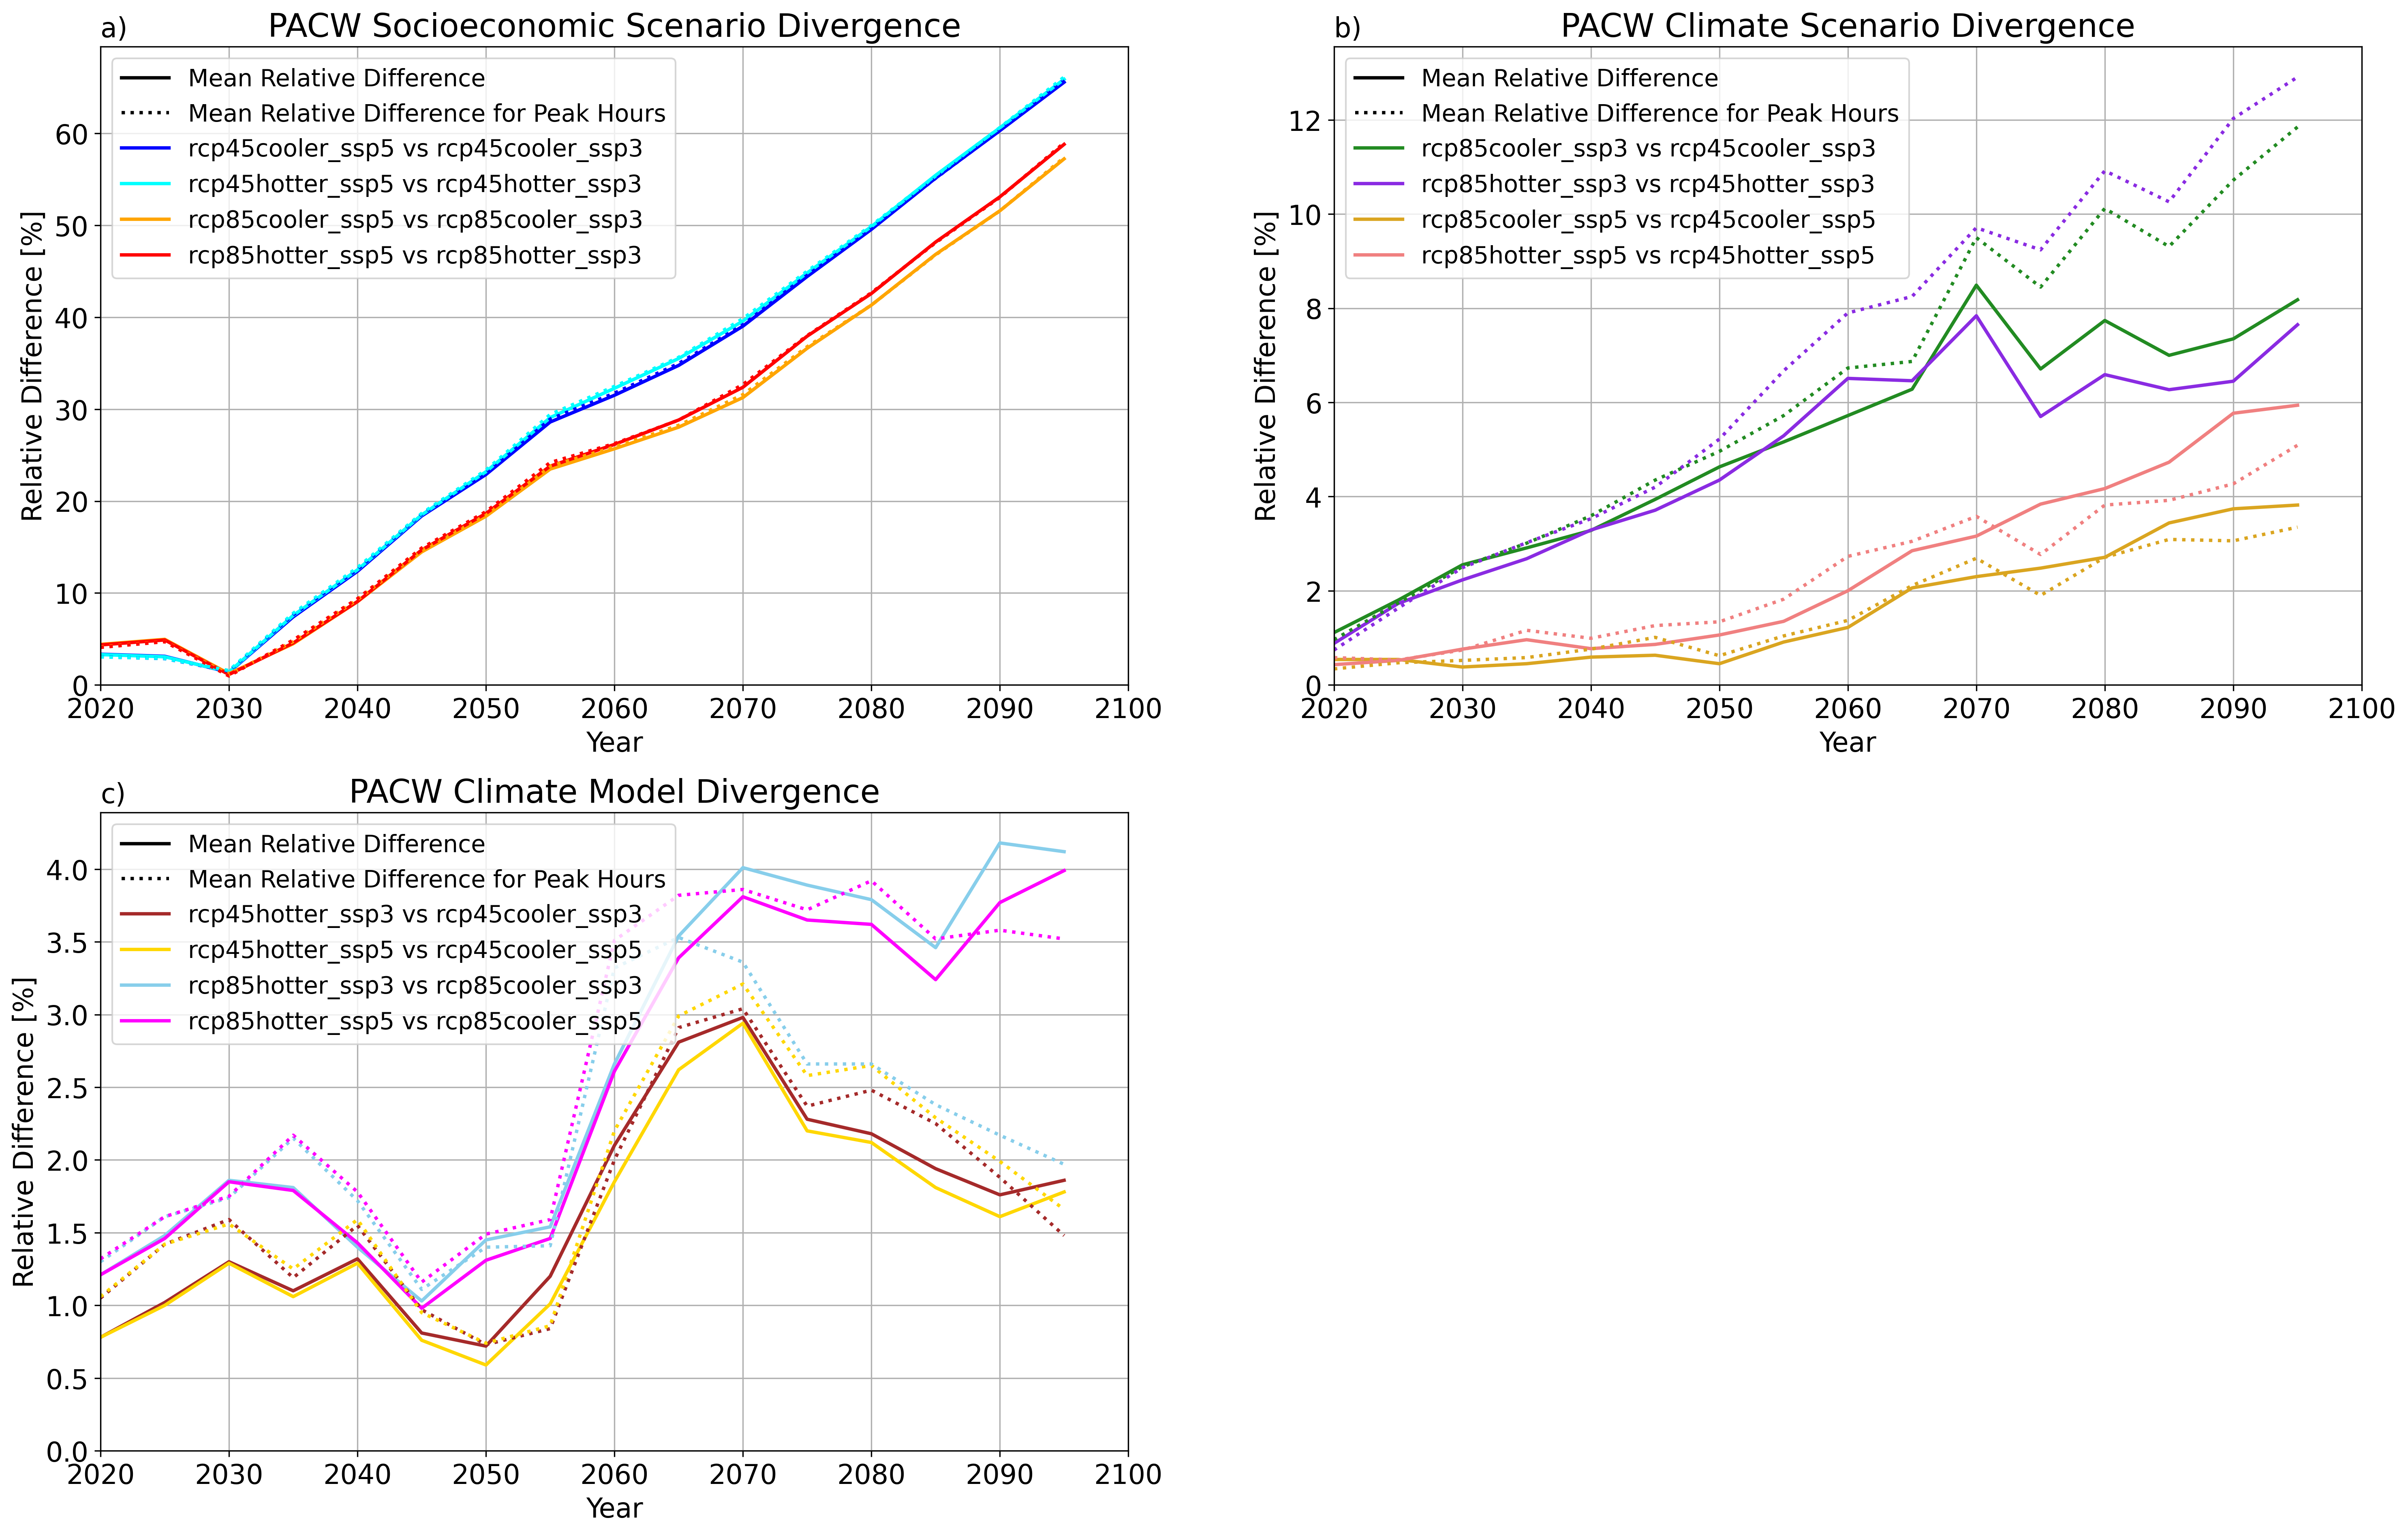 a)
PACW Socioeconomic Scenario Divergence
Mean Relative Difference
Mean Relative Difference for Peak Hours
rcp45cooler_ssp5 vs rcp45cooler_ssp3
rcp45hotter_ssp5 vs rcp45hotter_ssp3
rcp85cooler_ssp5 vs rcp85cooler_ssp3
rcp85hotter_ssp5 vs rcp85hotter_ssp3
Relative Difference [%]
60
50
40
30
20
10
0
2020 2030 2040 2050 2060 2070 2080 2090 2100
Year
b)
PACW Climate Scenario Divergence
Mean Relative Difference
Mean Relative Difference for Peak Hours
rcp85cooler_ssp3 vs rcp45cooler_ssp3
rcp85hotter_ssp3 vs rcp45hotter_ssp3
rcp85cooler_ssp5 vs rcp45cooler_ssp5
rcp85hotter_ssp5 vs rcp45hotter_ssp5
Relative Difference [%]
12
10
8
6
4
2
0
2020 2030 2040 2050 2060 2070 2080 2090 2100
Year
c)
PACW Climate Model Divergence
Mean Relative Difference
Mean Relative Difference for Peak Hours
rcp45hotter_ssp3 vs rcp45cooler_ssp3
rcp45hotter_ssp5 vs rcp45cooler_ssp5
rcp85hotter_ssp3 vs rcp85cooler_ssp3
rcp85hotter_ssp5 vs rcp85cooler_ssp5
Relative Difference [%]
4.0
3.5
3.0
2.5
2.0
1.5
1.0
0.5
0.0
2020 2030 2040 2050 2060 2070 2080 2090 2100
Year